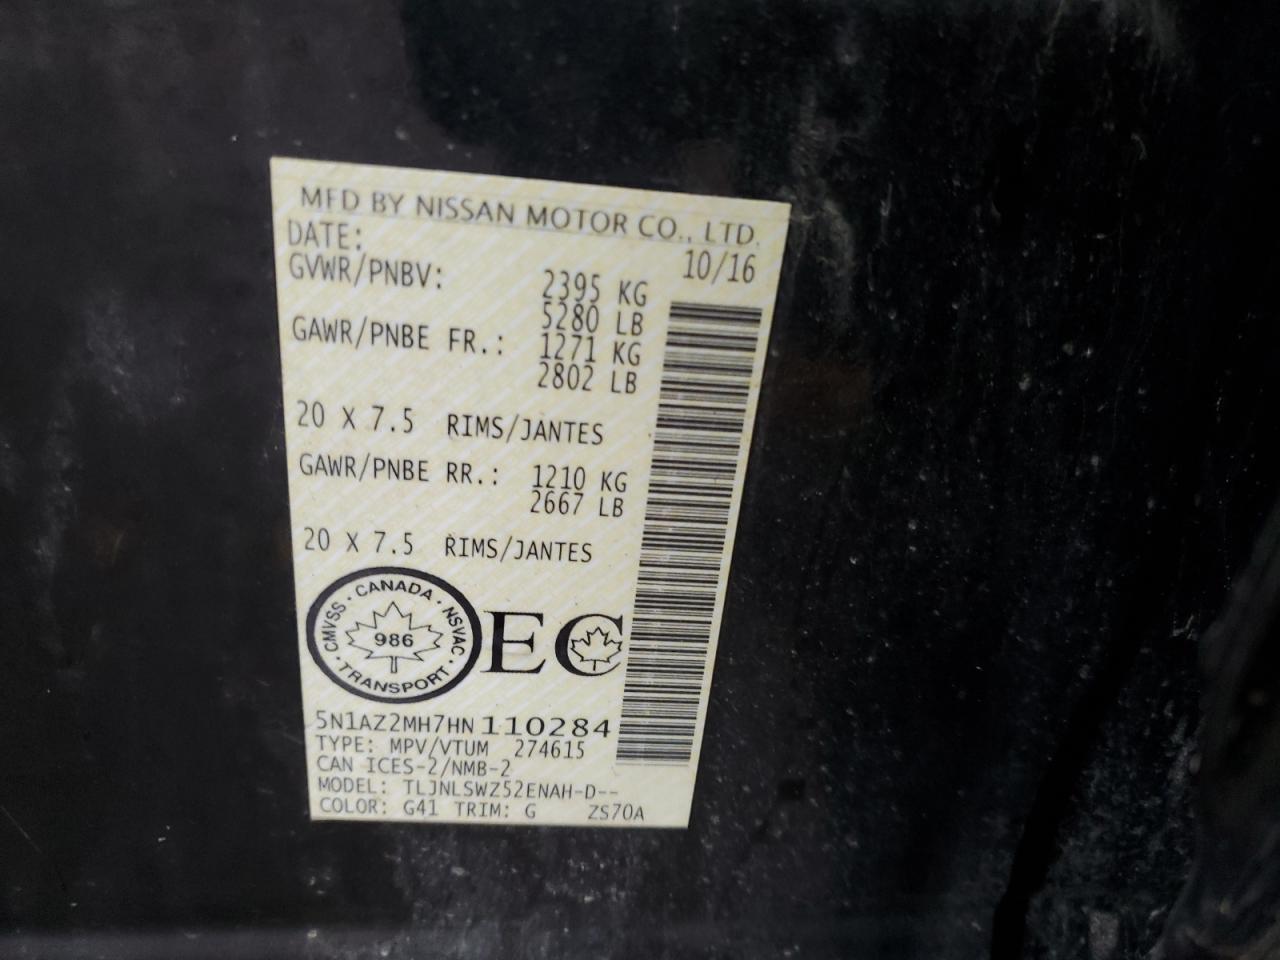 MFD BY NISSAN MOTOR CO., LTD.
DATE: 10/16
GVWR/PNBV: 2395 KG
5280 LB
GAWR/PNBE FR.: 1271 KG
2802 LB
20 X 7.5 RIMS/JANTES
GAWR/PNBE RR.: 1210 KG
2667 LB
20 X 7.5 RIMS/JANTES
CANADA · NSVAC · TRANSPORT · CMVSS ·
986
EC
5N1AZ2MH7HN110284
TYPE: MPV/VTUM 274615
CAN ICES-2/NMB-2
MODEL: TLJNLSWZ52ENAH-D--
COLOR: G41 TRIM: G ZS70A